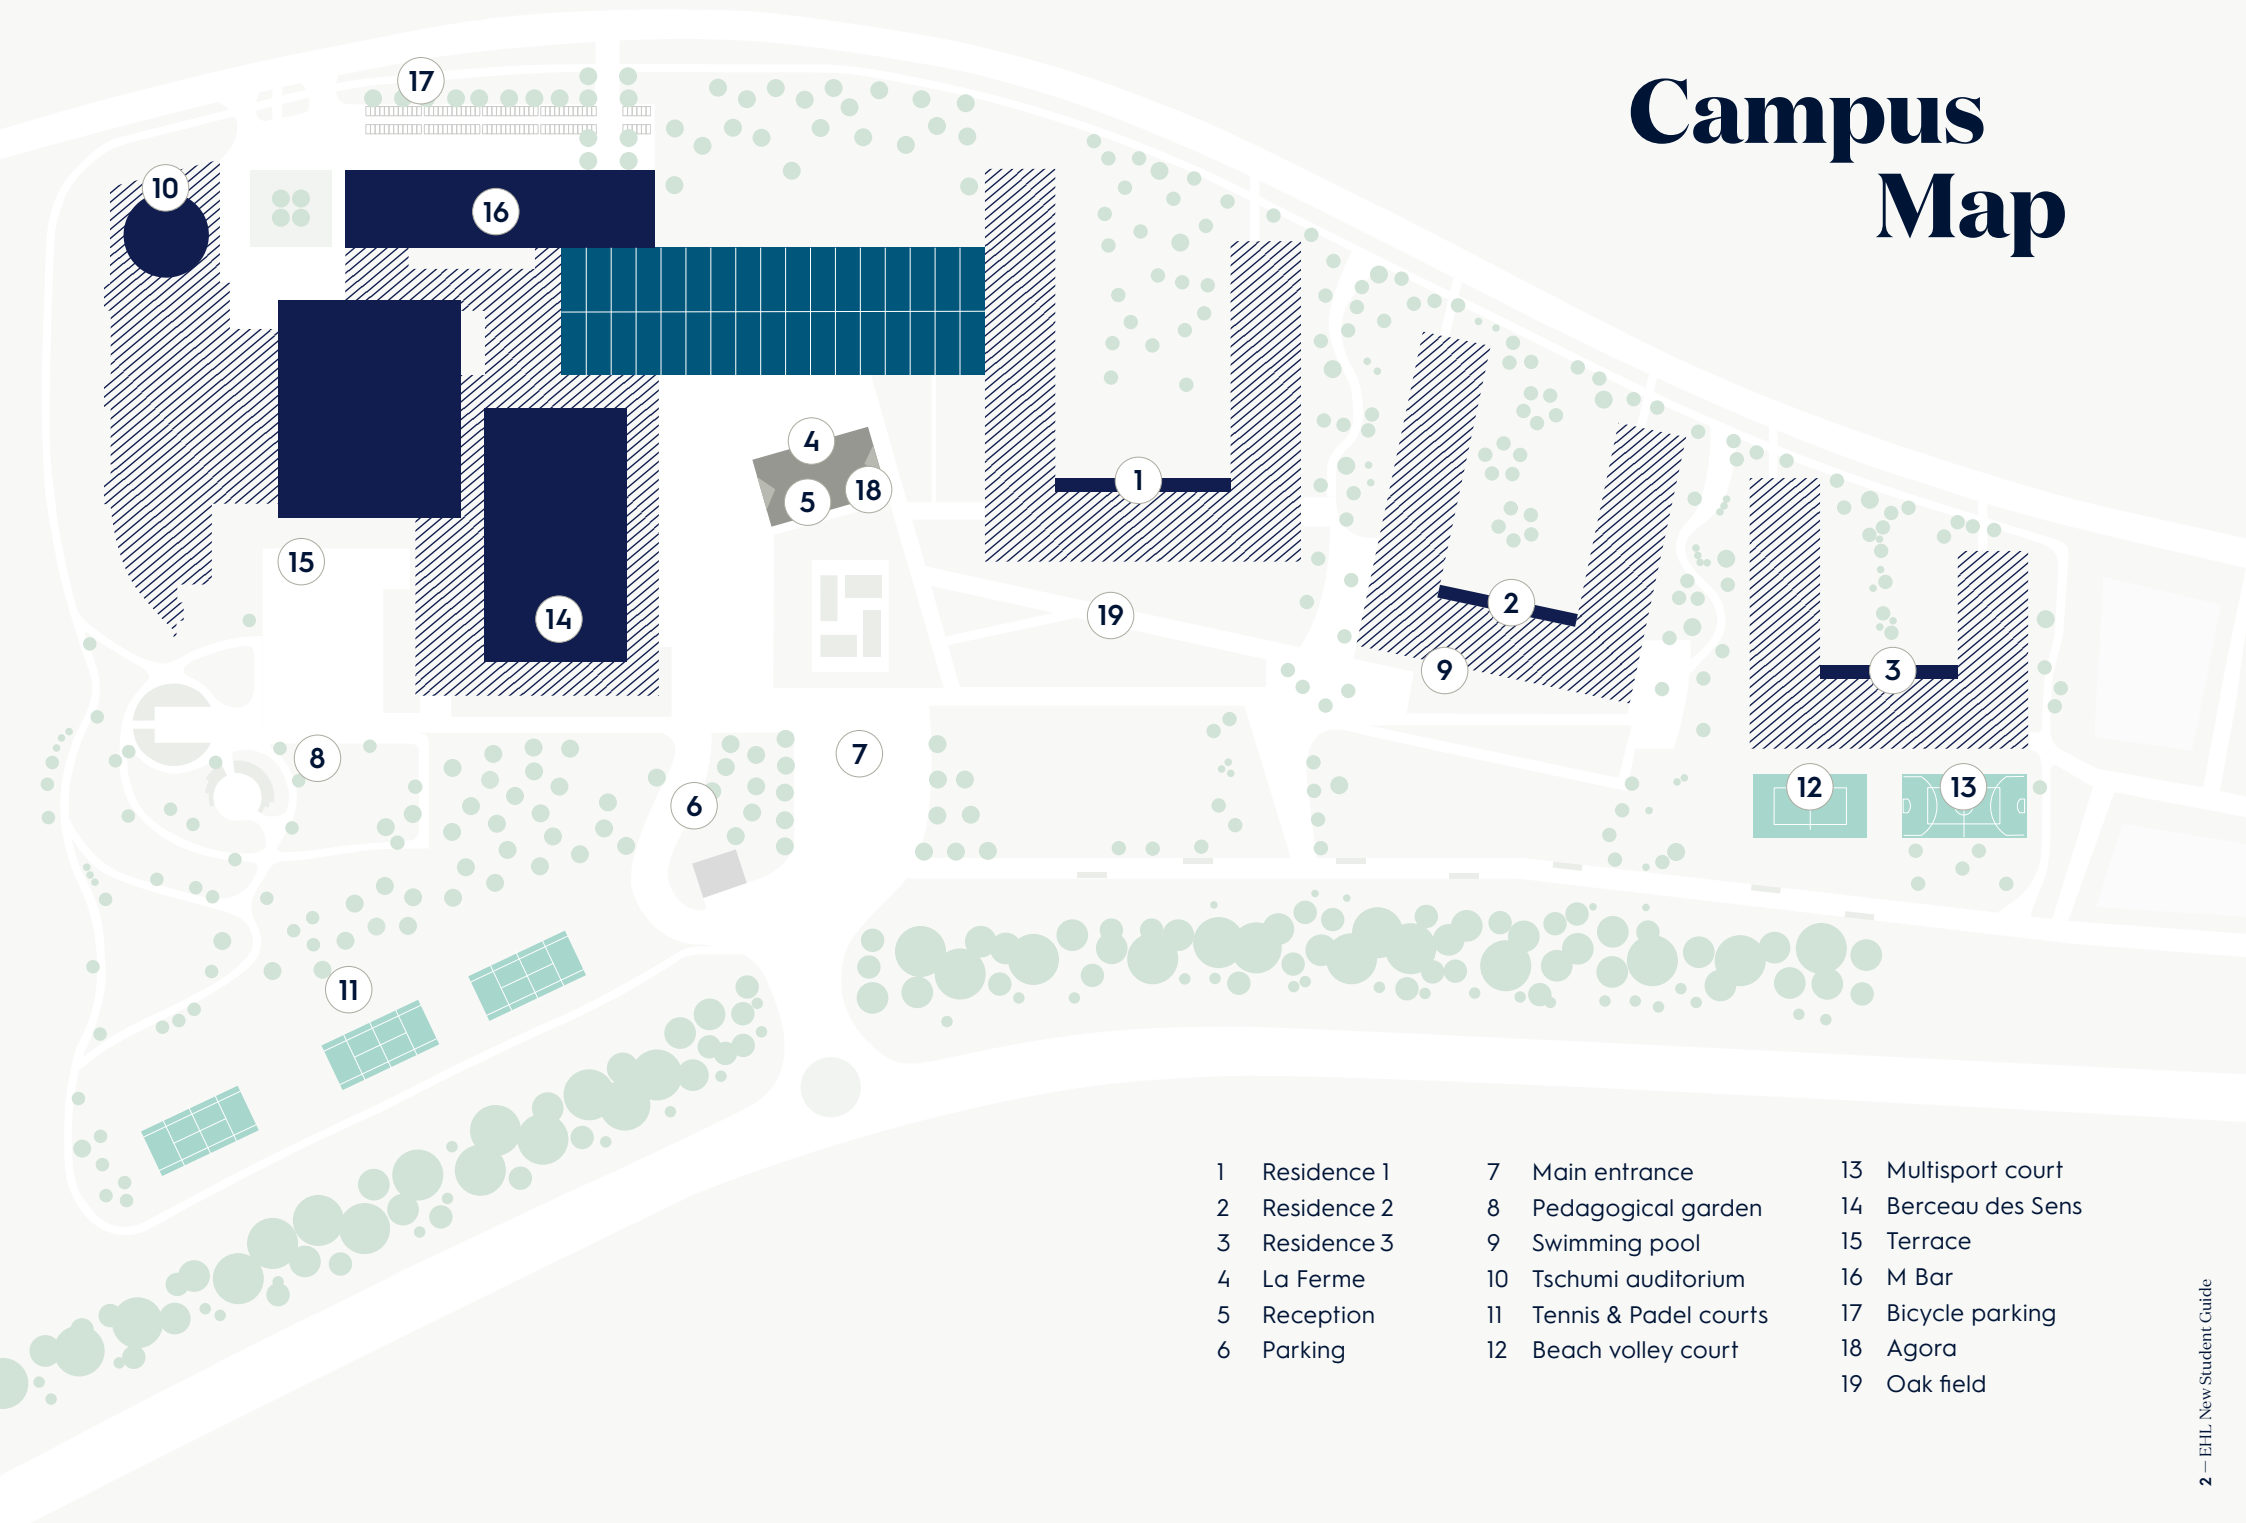 Campus
Map
17
10
16
4
18
5
1
15
14
19
2
9
3
8
7
6
12
13
11
1 Residence 1
2 Residence 2
3 Residence 3
4 La Ferme
5 Reception
6 Parking
7 Main entrance
8 Pedagogical garden
9 Swimming pool
10 Tschumi auditorium
11 Tennis & Padel courts
12 Beach volley court
13 Multisport court
14 Berceau des Sens
15 Terrace
16 M Bar
17 Bicycle parking
18 Agora
19 Oak field
2 — EHL New Student Guide